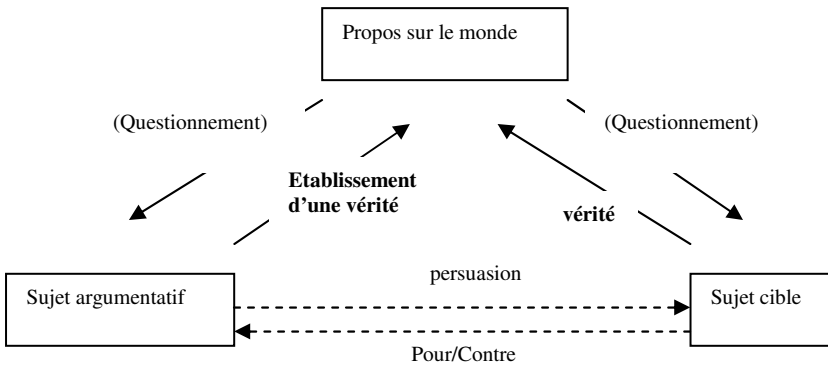 Propos sur le monde
(Questionnement)
(Questionnement)
Etablissement
d'une vérité
vérité
persuasion
Sujet argumentatif
Sujet cible
Pour/Contre